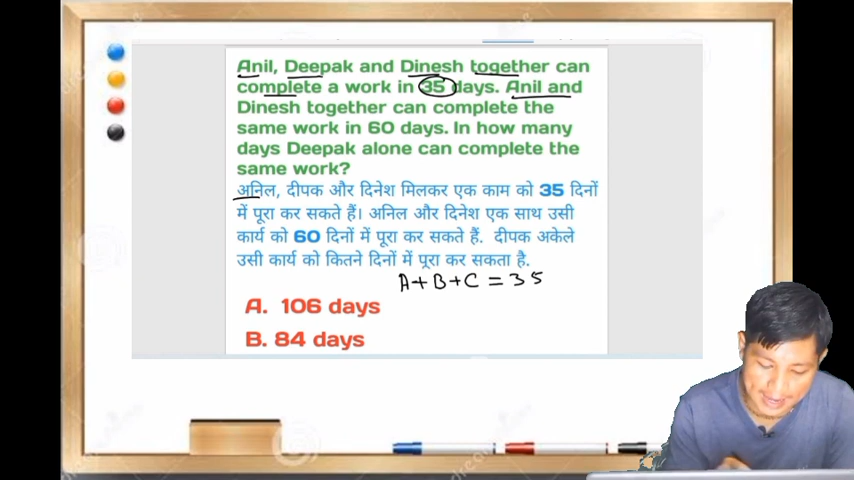 Anil, Deepak and Dinesh together can
complete a work in 35 days. Anil and
Dinesh together can complete the
same work in 60 days. In how many
days Deepak alone can complete the
same work?
अनिल, दीपक और दिनेश मिलकर एक काम को 35 दिनों
में पूरा कर सकते हैं। अनिल और दिनेश एक साथ उसी
कार्य को 60 दिनों में पूरा कर सकते हैं. दीपक अकेले
उसी कार्य को कितने दिनों में पूरा कर सकता है.
A+B+C = 35
A. 106 days
B. 84 days